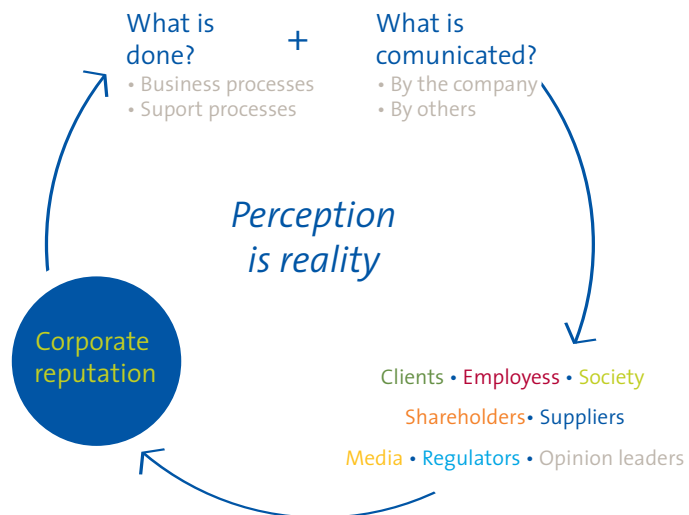 What is
done?
• Business processes
• Suport processes
+
What is
comunicated?
• By the company
• By others
Perception
is reality
Corporate
reputation
Clients • Employess • Society
Shareholders• Suppliers
Media • Regulators • Opinion leaders